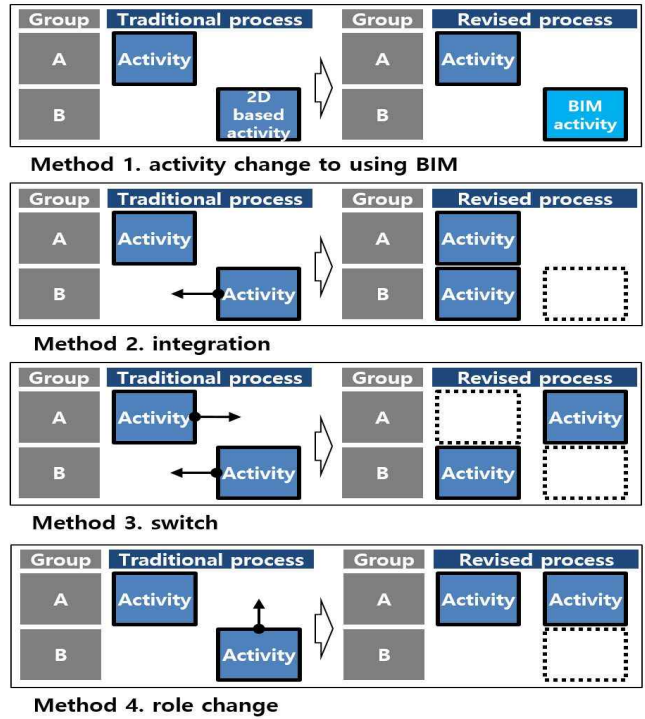 Group Traditional process Group Revised process
A Activity A Activity
B 2D B BIM
based activity
activity
Method 1. activity change to using BIM
Group Traditional process Group Revised process
A Activity A Activity
B Activity B Activity
Method 2. integration
Group Traditional process Group Revised process
A Activity A Activity
B Activity B Activity
Method 3. switch
Group Traditional process Group Revised process
A Activity A Activity Activity
B Activity B
Method 4. role change